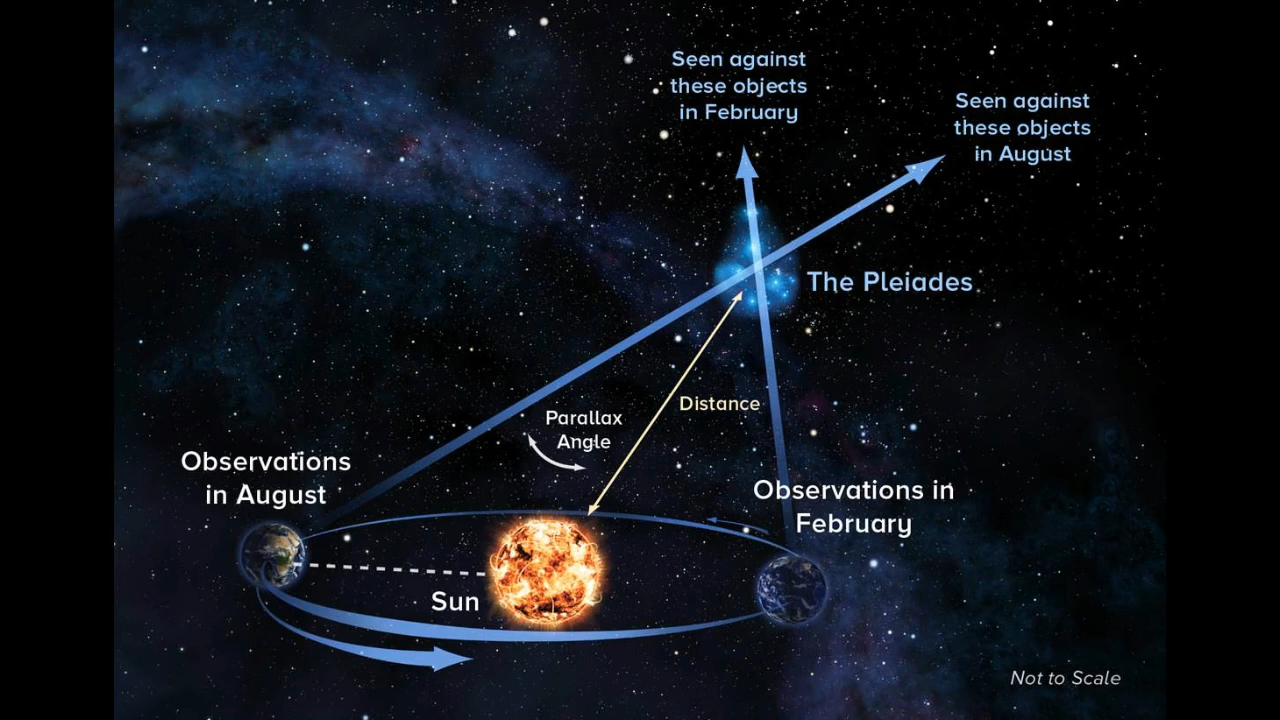 Seen against
these objects
in February
Seen against
these objects
in August
The Pleiades
Distance
Parallax
Angle
Observations
in August
Observations in
February
Sun
Not to Scale